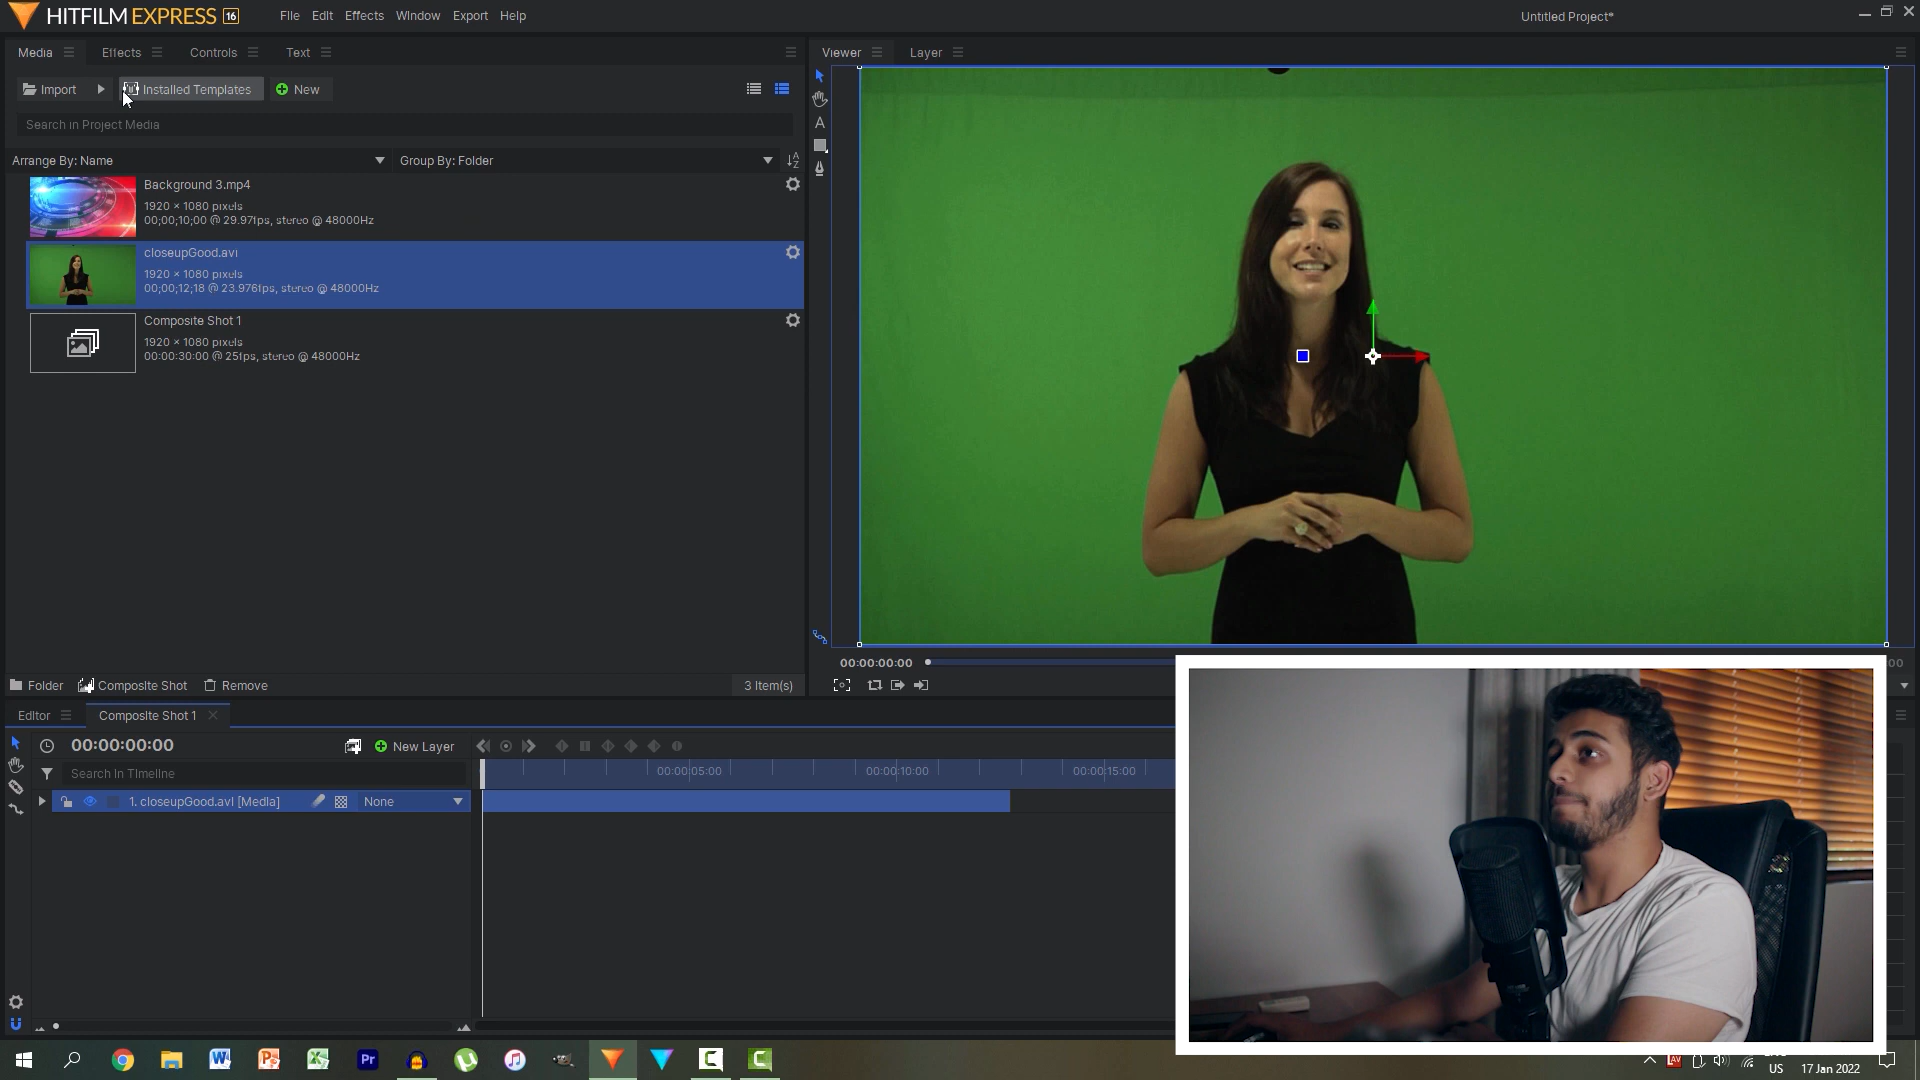 HITFILM EXPRESS 16
File Edit Effects Window Export Help
Untitled Project*
Media Effects Controls Text
Viewer Layer
Import Installed Templates New
Search in Project Media
Arrange By: Name Group By: Folder
Background 3.mp4
1920 × 1080 pixels
00;00;10;00 @ 29.97fps, stereo @ 48000Hz
closeupGood.avi
1920 × 1080 pixels
00;00;12;18 @ 23.976fps, stereo @ 48000Hz
Composite Shot 1
1920 × 1080 pixels
00:00:30:00 @ 25fps, stereo @ 48000Hz
00:00:00:00
Folder Composite Shot Remove 3 Item(s)
Editor Composite Shot 1
00:00:00:00 New Layer
Search in Timeline
00:00:05:00 00:00:10:00 00:00:15:00
1. closeupGood.avi [Media] None
US 17 Jan 2022